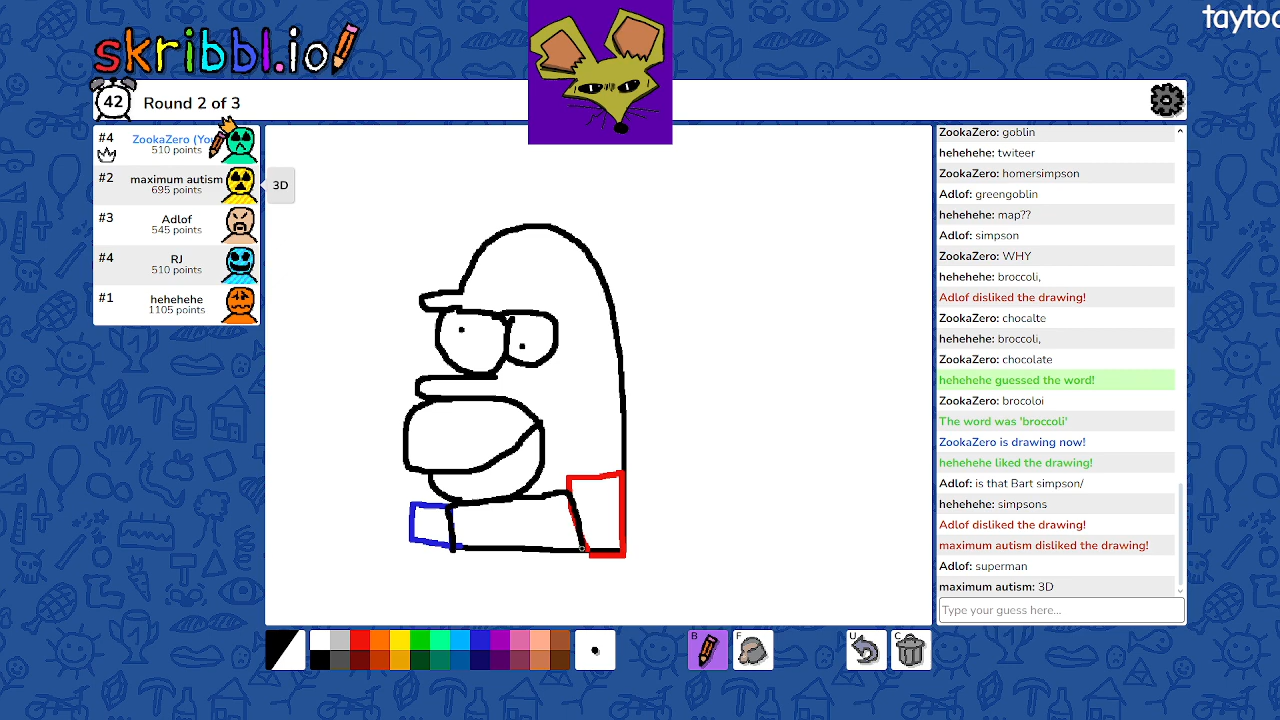 taytoc
skribbl.io
42
Round 2 of 3
#4
ZookaZero (You
510 points
#2
maximum autism
695 points
3D
#3
Adlof
545 points
#4
RJ
510 points
#1
hehehehe
1105 points
ZookaZero: goblin
hehehehe: twiteer
ZookaZero: homersimpson
Adlof: greengoblin
hehehehe: map??
Adlof: simpson
ZookaZero: WHY
hehehehe: broccoli,
Adlof disliked the drawing!
ZookaZero: chocalte
hehehehe: broccoli,
ZookaZero: chocolate
hehehehe guessed the word!
ZookaZero: brocoloi
The word was 'broccoli'
ZookaZero is drawing now!
hehehehe liked the drawing!
Adlof: is that Bart simpson/
hehehehe: simpsons
Adlof disliked the drawing!
maximum autism disliked the drawing!
Adlof: superman
maximum autism: 3D
Type your guess here...
B
F
U
C